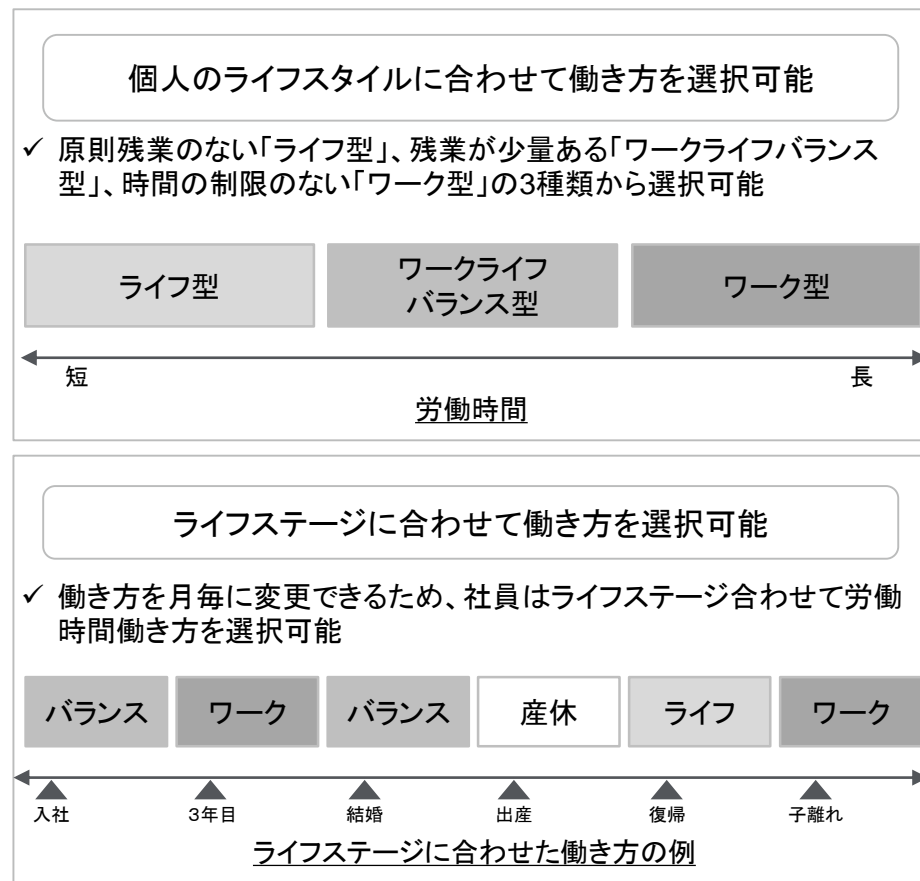 個人のライフスタイルに合わせて働き方を選択可能
✓ 原則残業のない「ライフ型」、残業が少量ある「ワークライフバランス
型」、時間の制限のない「ワーク型」の3種類から選択可能
ライフ型
ワークライフ
バランス型
ワーク型
短
長
労働時間
ライフステージに合わせて働き方を選択可能
✓ 働き方を月毎に変更できるため、社員はライフステージ合わせて労働
時間働き方を選択可能
バランス
ワーク
バランス
産休
ライフ
ワーク
入社
3年目
結婚
出産
復帰
子離れ
ライフステージに合わせた働き方の例